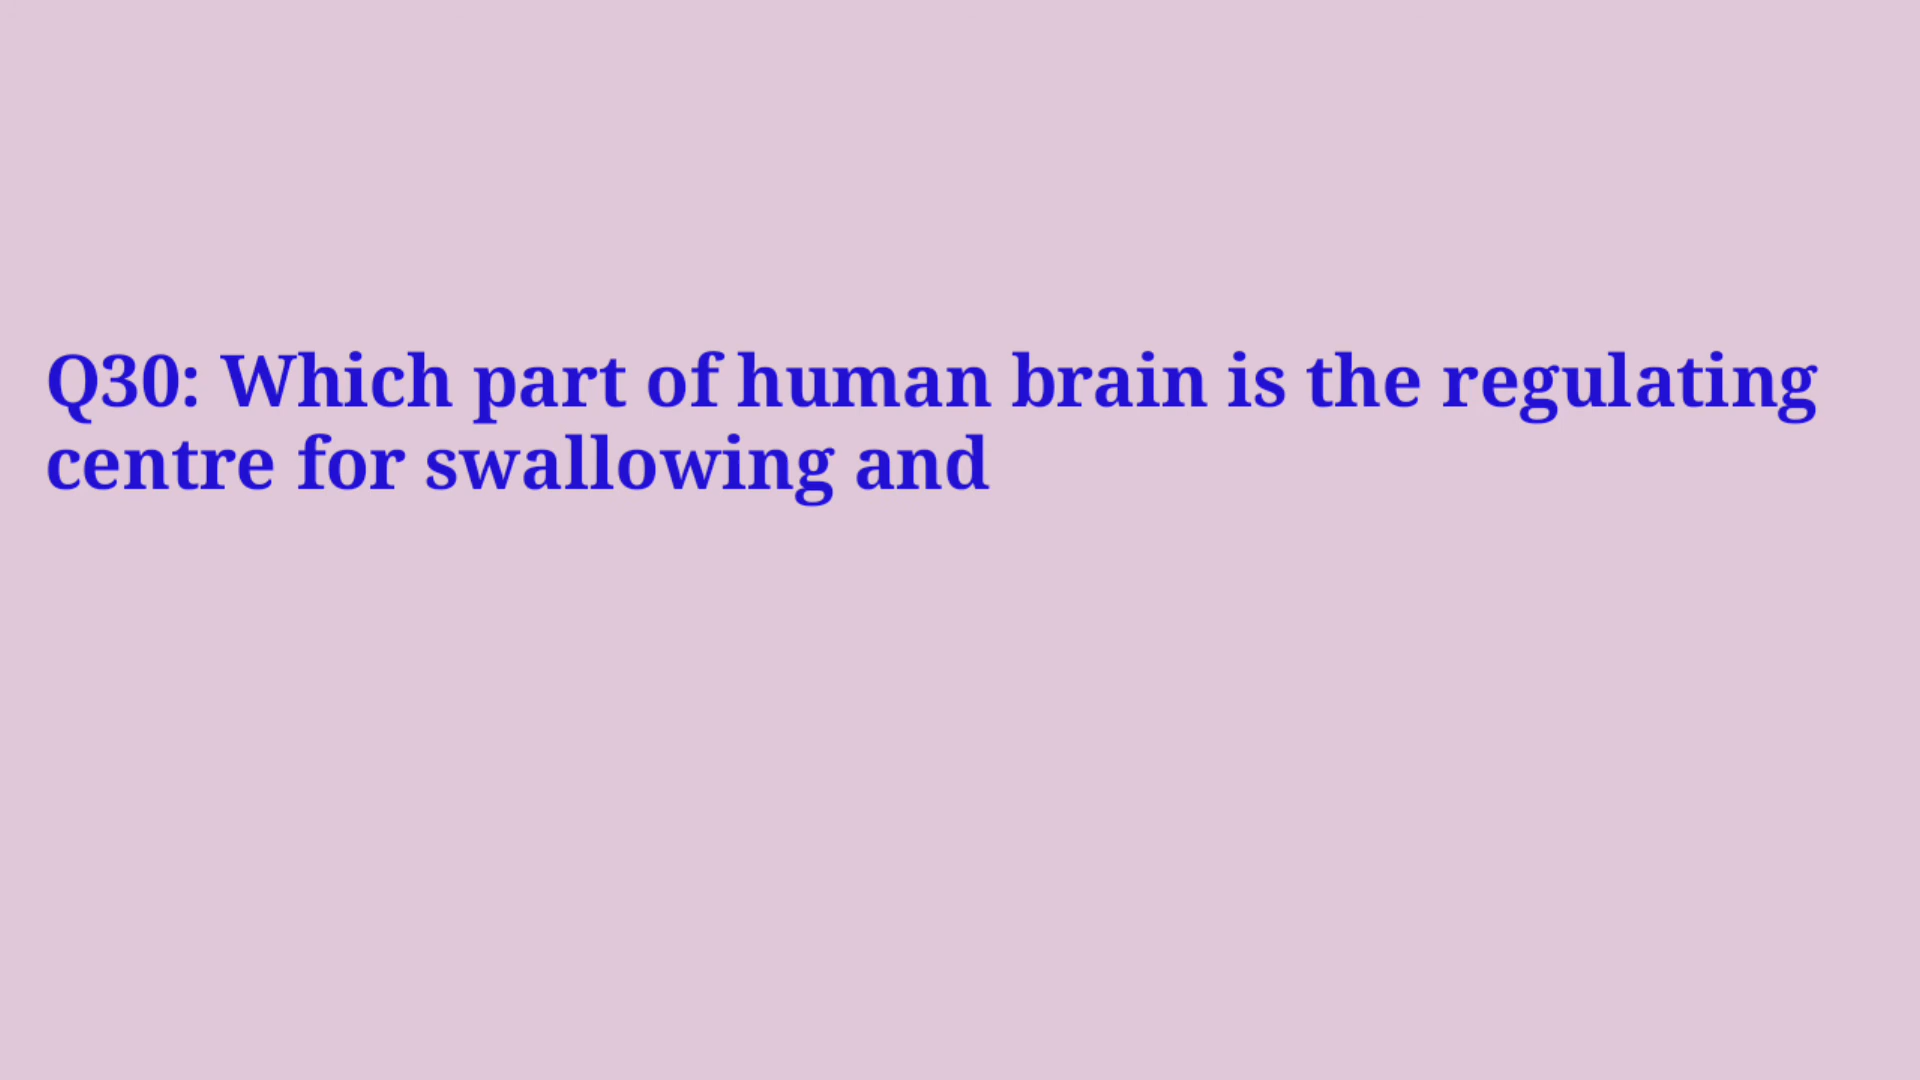 Q30: Which part of human brain is the regulating
centre for swallowing and